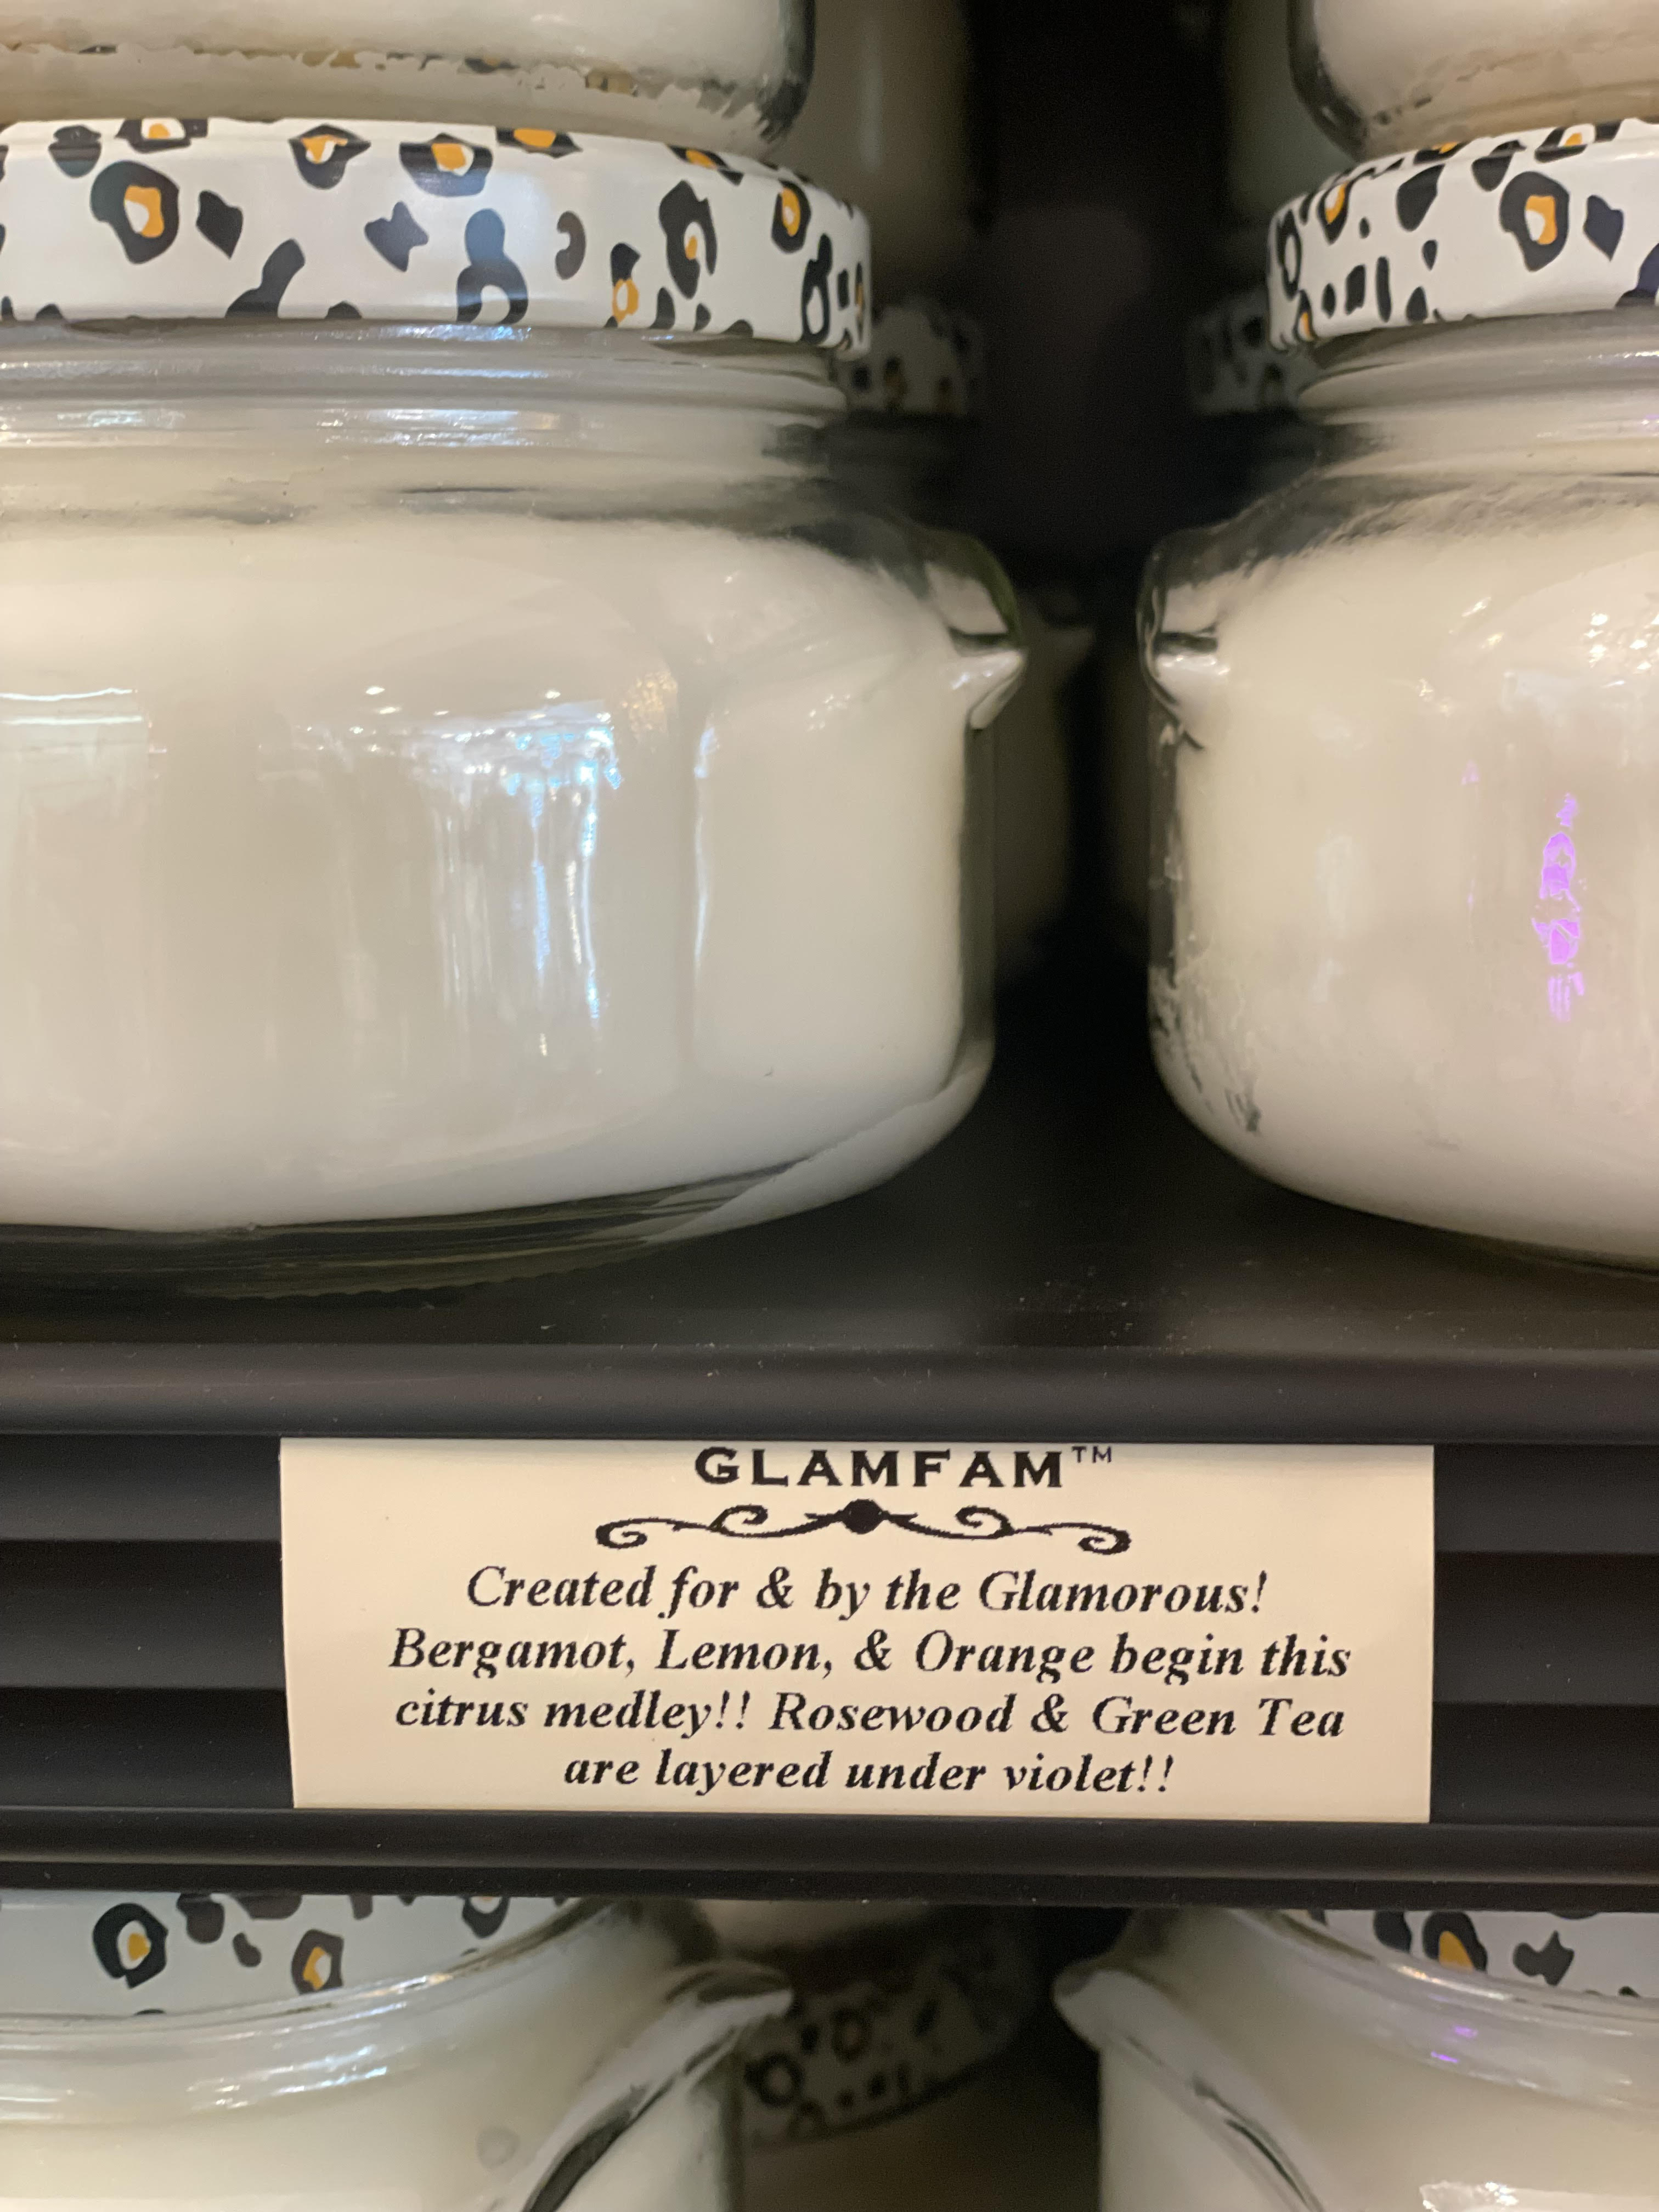 GLAMFAM™
Created for & by the Glamorous!
Bergamot, Lemon, & Orange begin this
citrus medley!! Rosewood & Green Tea
are layered under violet!!